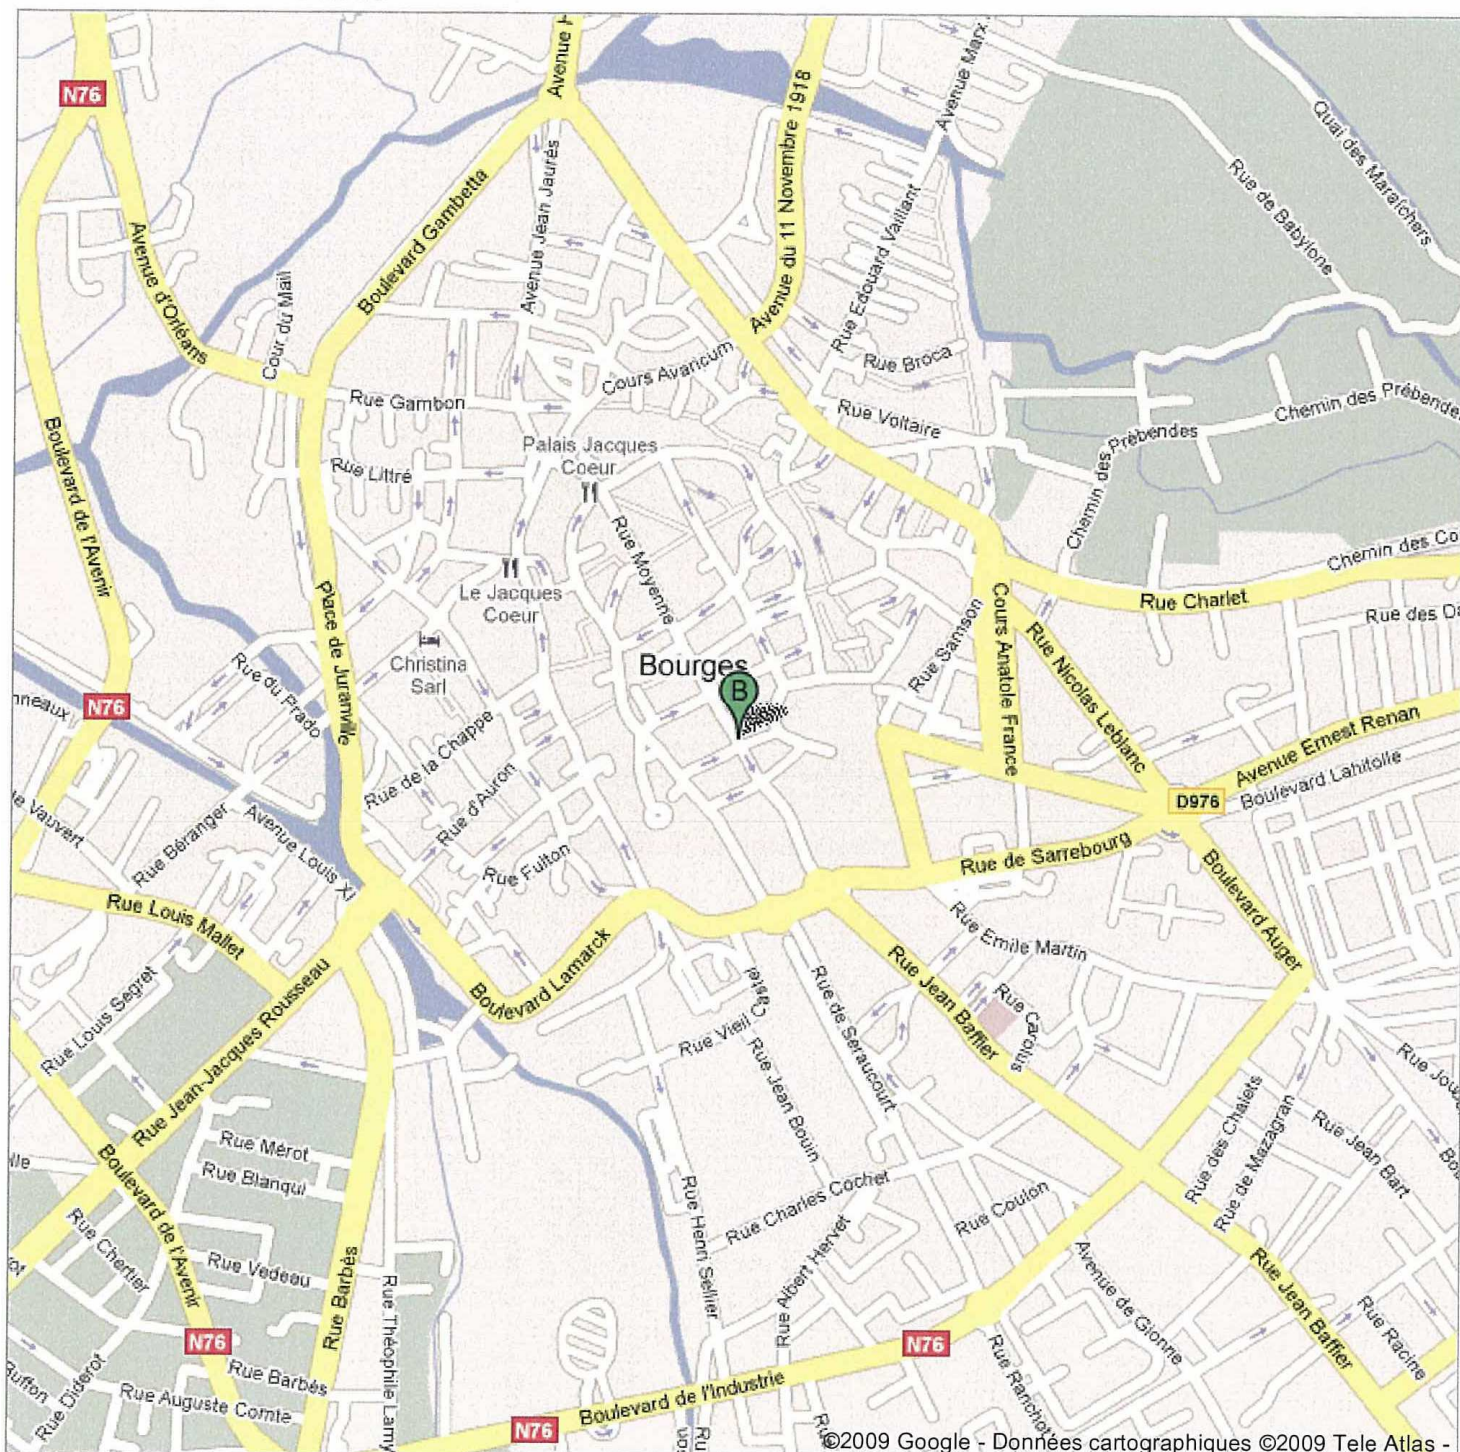 N76
Avenue H
Avenue Marx
Avenue du 11 Novembre 1918
Quai des Maraîchers
Rue de Babylone
Avenue Jean Jaurès
Boulevard Gambetta
Rue Edouard Vaillant
Avenue d'Orléans
Cour du Mail
Rue Broca
Cours Avaricum
Rue Gambon
Rue Voltaire
Chemin des Prébende
Chemin des Prébendes
Palais Jacques
Coeur
Rue Littré
Boulevard de l'Avenir
Rue Moyenne
Chemin des Co
Le Jacques
Coeur
Rue Charlet
Rue des Da
Place de Juranville
Cours Anatole France
Rue Samson
Rue Nicolas Leblanc
Christina
Sarl
Bourges
B
Rue du Prado
nneaux
N76
Rue de la Chappe
Avenue Ernest Renan
Boulevard Lahitolle
D976
Rue d'Auron
Rue Béranger
Avenue Louis XI
Rue Fulton
Rue de Sarrebourg
Boulevard Auger
Rue Louis Mallet
Rue Emile Martin
Boulevard Lamarck
Rue Jean Baffier
Rue Louis Segret
Rue Jean-Jacques Rousseau
Rue Vieil Castel
Rue de Seraucourt
Rue Carolus
Rue Jean Bouin
Rue Joub
Rue des Chalets
Rue de Mazagran
Rue Jean Bart
Rue Mérot
Rue Blanqui
Boulevard de l'Avenir
Rue Charles Cochet
Rue Henri Sellier
Rue Coulon
Rue Chertier
Rue Vedeau
Rue Barbès
Rue Théophile Lamy
Rue Albert Hervet
Avenue de Gionne
Rue Jean Baffier
Rue Racine
N76
N76
Rue Barbès
Buffon
Rue Diderot
Rue Auguste Comte
Boulevard de l'Industrie
Rue Ranchot
N76
©2009 Google - Données cartographiques ©2009 Tele Atlas -